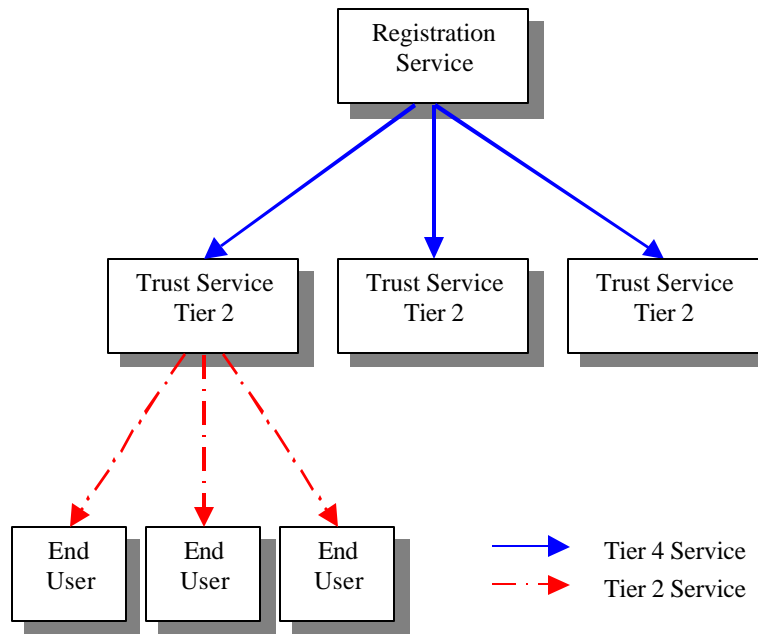 Registration
Service
Trust Service
Tier 2
Trust Service
Tier 2
Trust Service
Tier 2
End
User
End
User
End
User
Tier 4 Service
Tier 2 Service